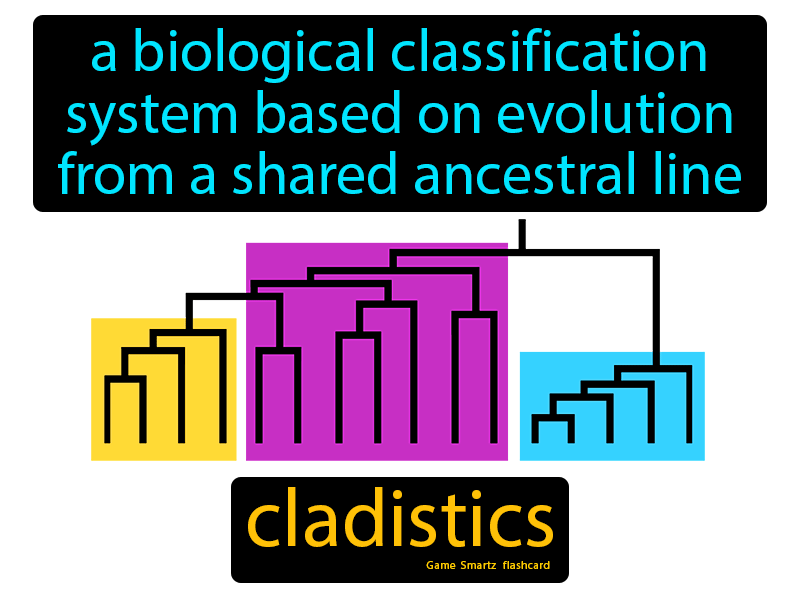 a biological classification
system based on evolution
from a shared ancestral line
cladistics
Game Smartz flashcard